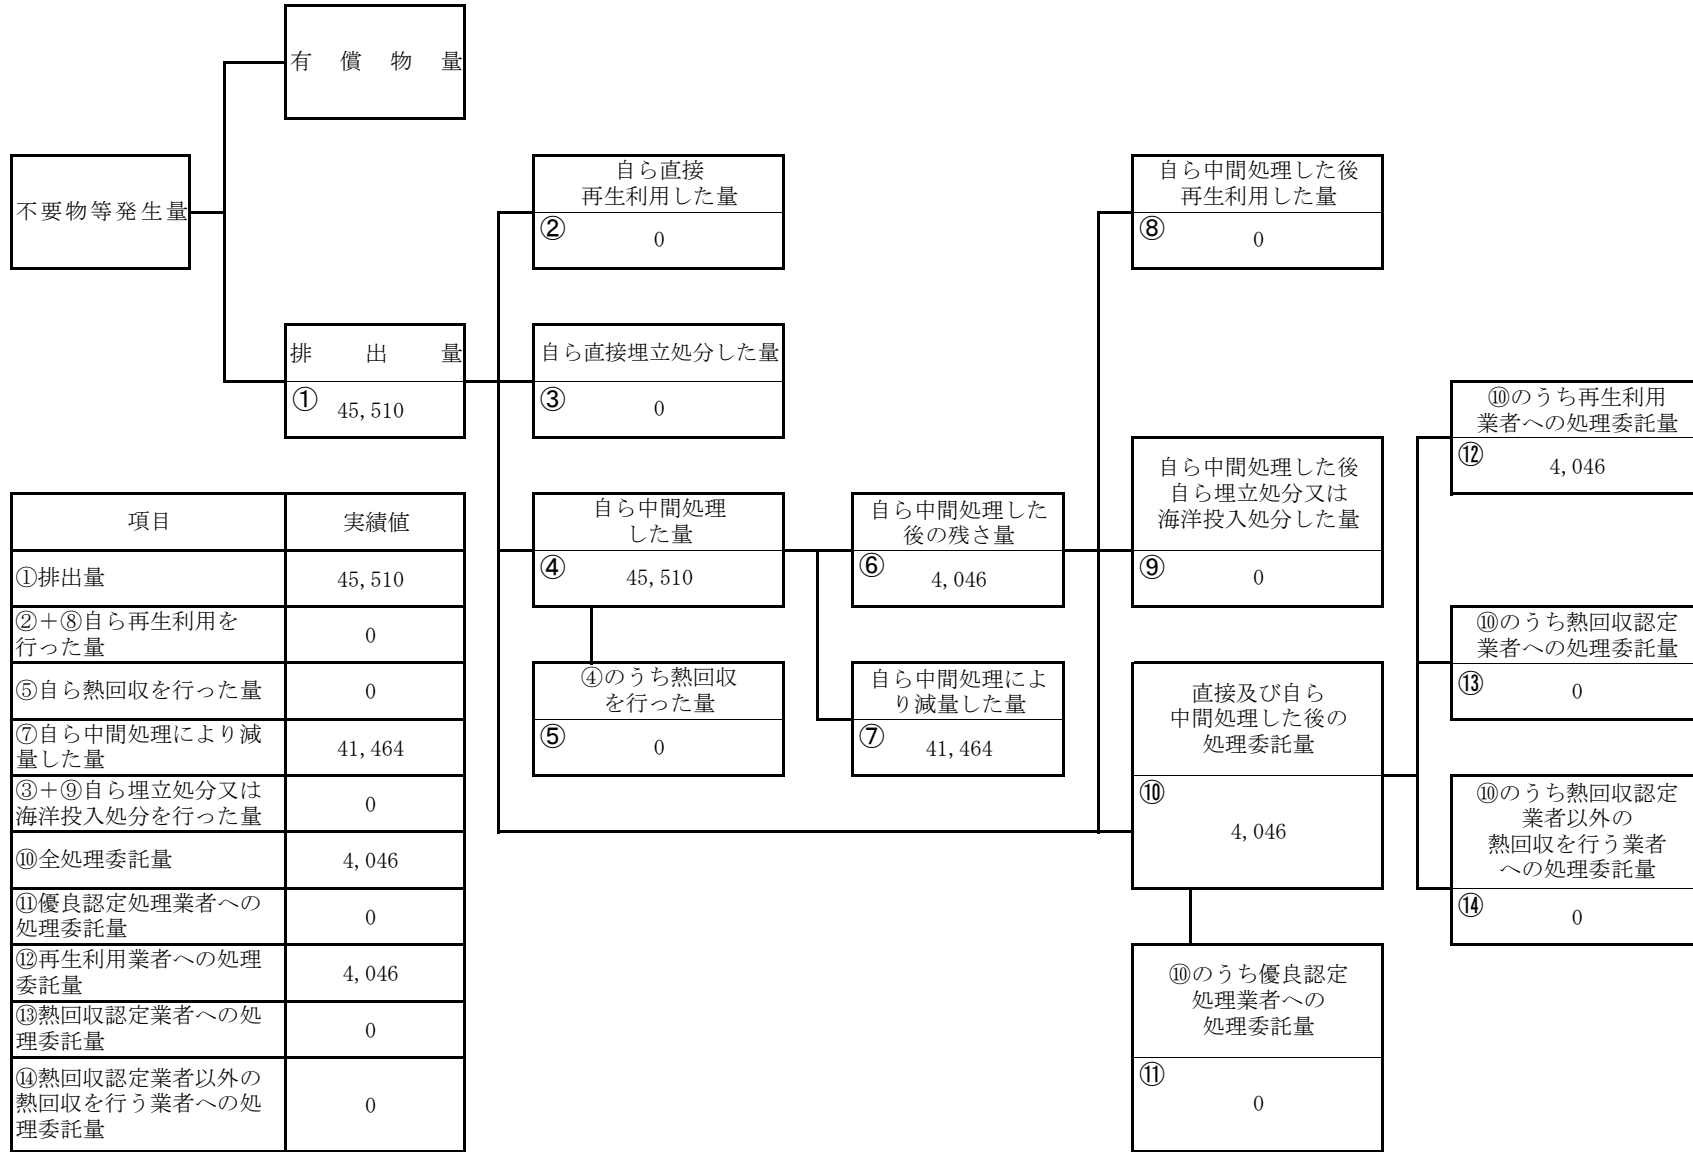 有償物量
不要物等発生量
排出量
① 45,510
自ら直接
再生利用した量
② 0
自ら直接埋立処分した量
③ 0
自ら中間処理
した量
④ 45,510
④のうち熱回収
を行った量
⑤ 0
自ら中間処理した
後の残さ量
⑥ 4,046
自ら中間処理によ
り減量した量
⑦ 41,464
自ら中間処理した後
再生利用した量
⑧ 0
自ら中間処理した後
自ら埋立処分又は
海洋投入処分した量
⑨ 0
直接及び自ら
中間処理した後の
処理委託量
⑩
4,046
⑩のうち優良認定
処理業者への
処理委託量
⑪
0
⑩のうち再生利用
業者への処理委託量
⑫ 4,046
⑩のうち熱回収認定
業者への処理委託量
⑬ 0
⑩のうち熱回収認定
業者以外の
熱回収を行う業者
への処理委託量
⑭ 0
項目 実績値
①排出量 45,510
②＋⑧自ら再生利用を
行った量 0
⑤自ら熱回収を行った量 0
⑦自ら中間処理により減
量した量 41,464
③＋⑨自ら埋立処分又は
海洋投入処分を行った量 0
⑩全処理委託量 4,046
⑪優良認定処理業者への
処理委託量 0
⑫再生利用業者への処理
委託量 4,046
⑬熱回収認定業者への処
理委託量 0
⑭熱回収認定業者以外の
熱回収を行う業者への処
理委託量 0